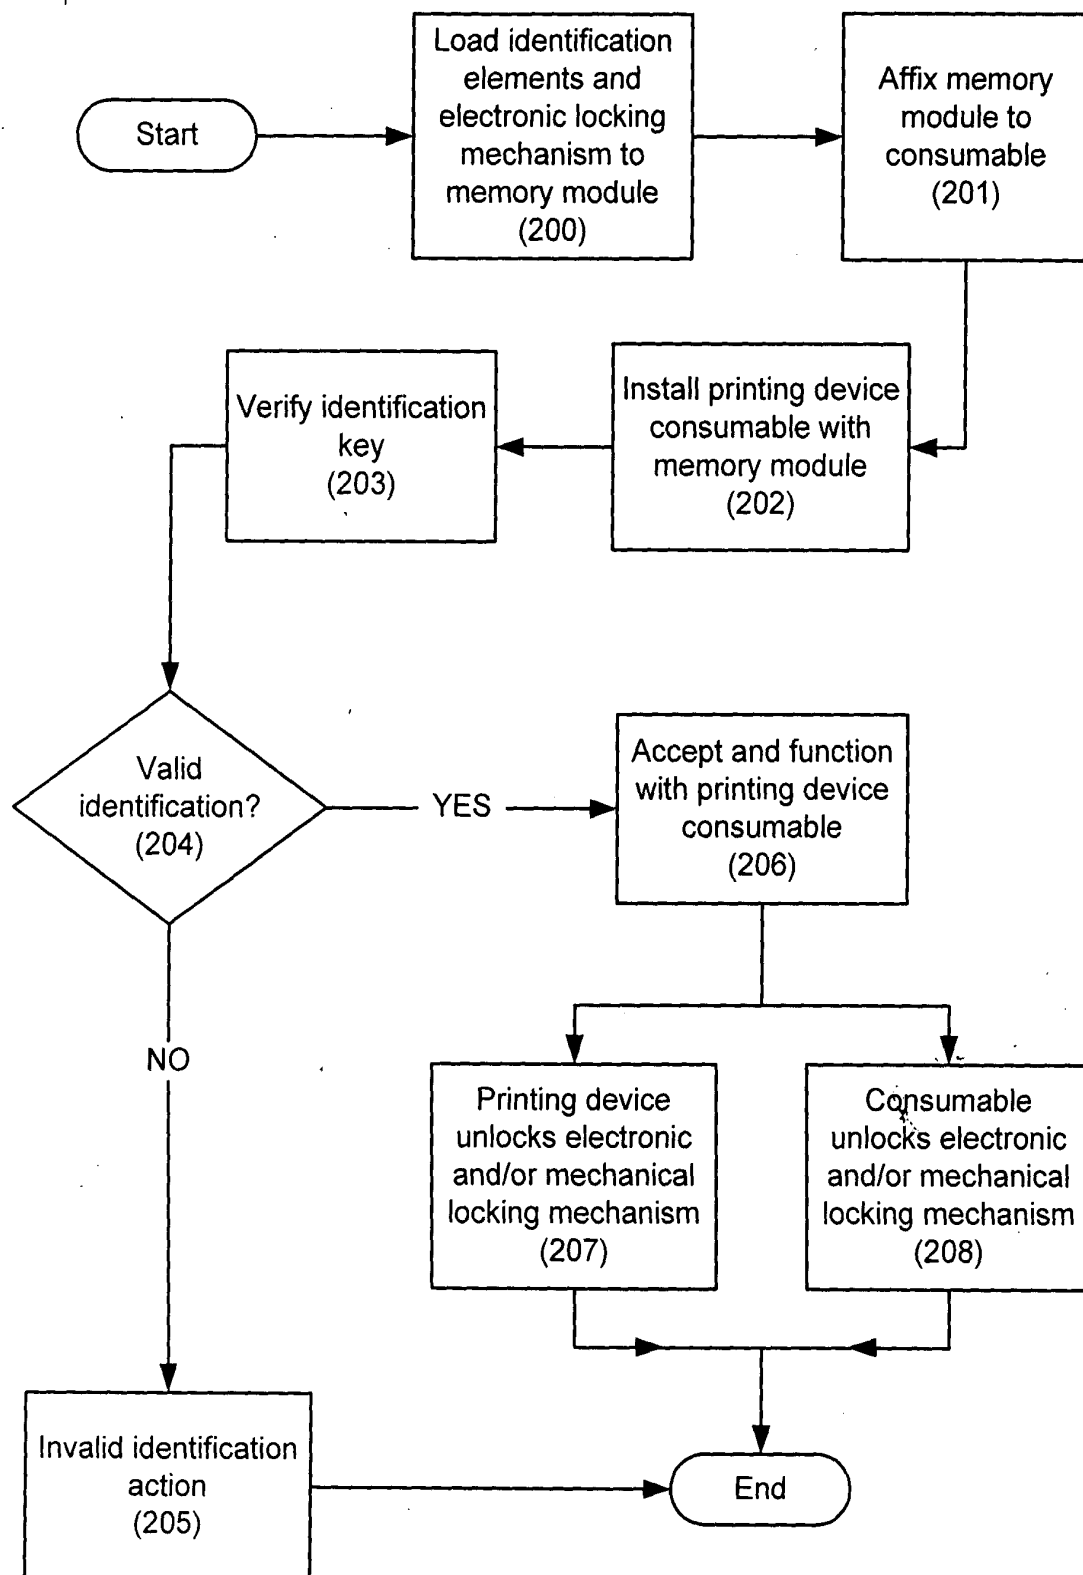 Start
Load identification
elements and
electronic locking
mechanism to
memory module
(200)
Affix memory
module to
consumable
(201)
Install printing device
consumable with
memory module
(202)
Verify identification
key
(203)
Valid
identification?
(204)
YES
Accept and function
with printing device
consumable
(206)
NO
Printing device
unlocks electronic
and/or mechanical
locking mechanism
(207)
Consumable
unlocks electronic
and/or mechanical
locking mechanism
(208)
Invalid identification
action
(205)
End